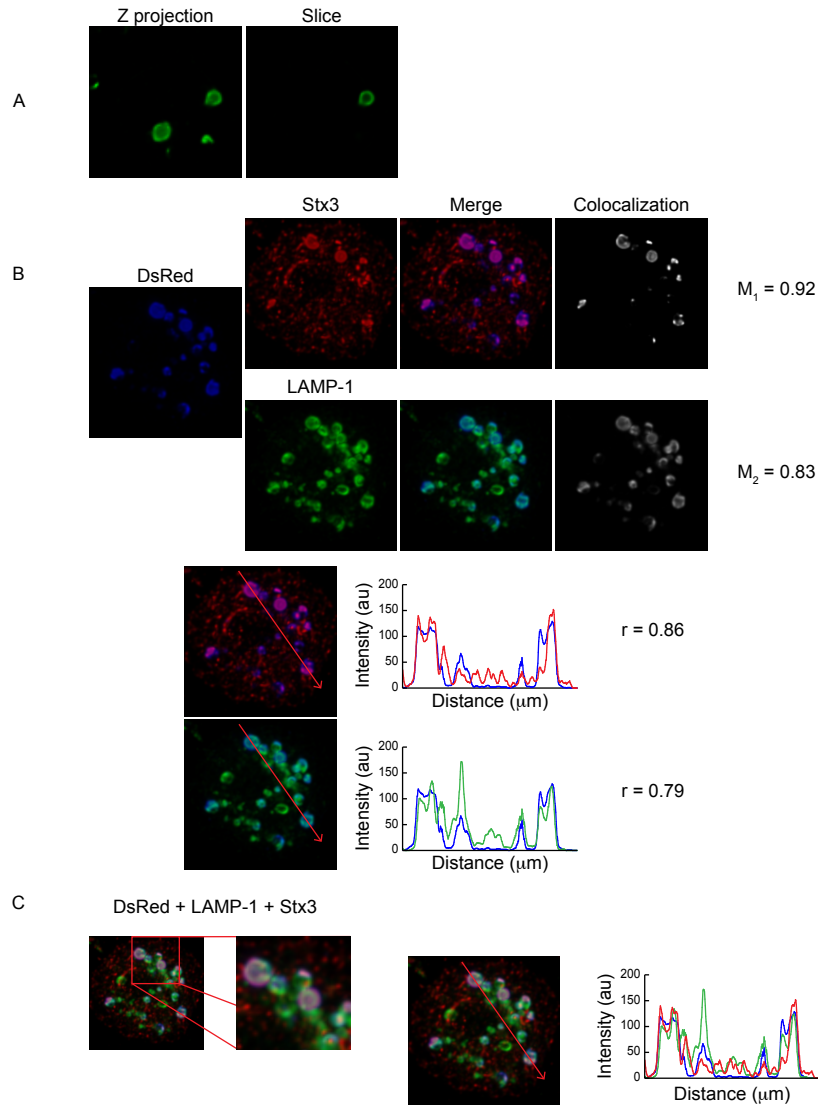 Z projection Slice
A
Stx3 Merge Colocalization
B
DsRed
M1 = 0.92
LAMP-1
M2 = 0.83
200
150
100
50
0
Intensity (au)
Distance (μm)
r = 0.86
200
150
100
50
0
Intensity (au)
Distance (μm)
r = 0.79
C
DsRed + LAMP-1 + Stx3
200
150
100
50
0
Intensity (au)
Distance (μm)